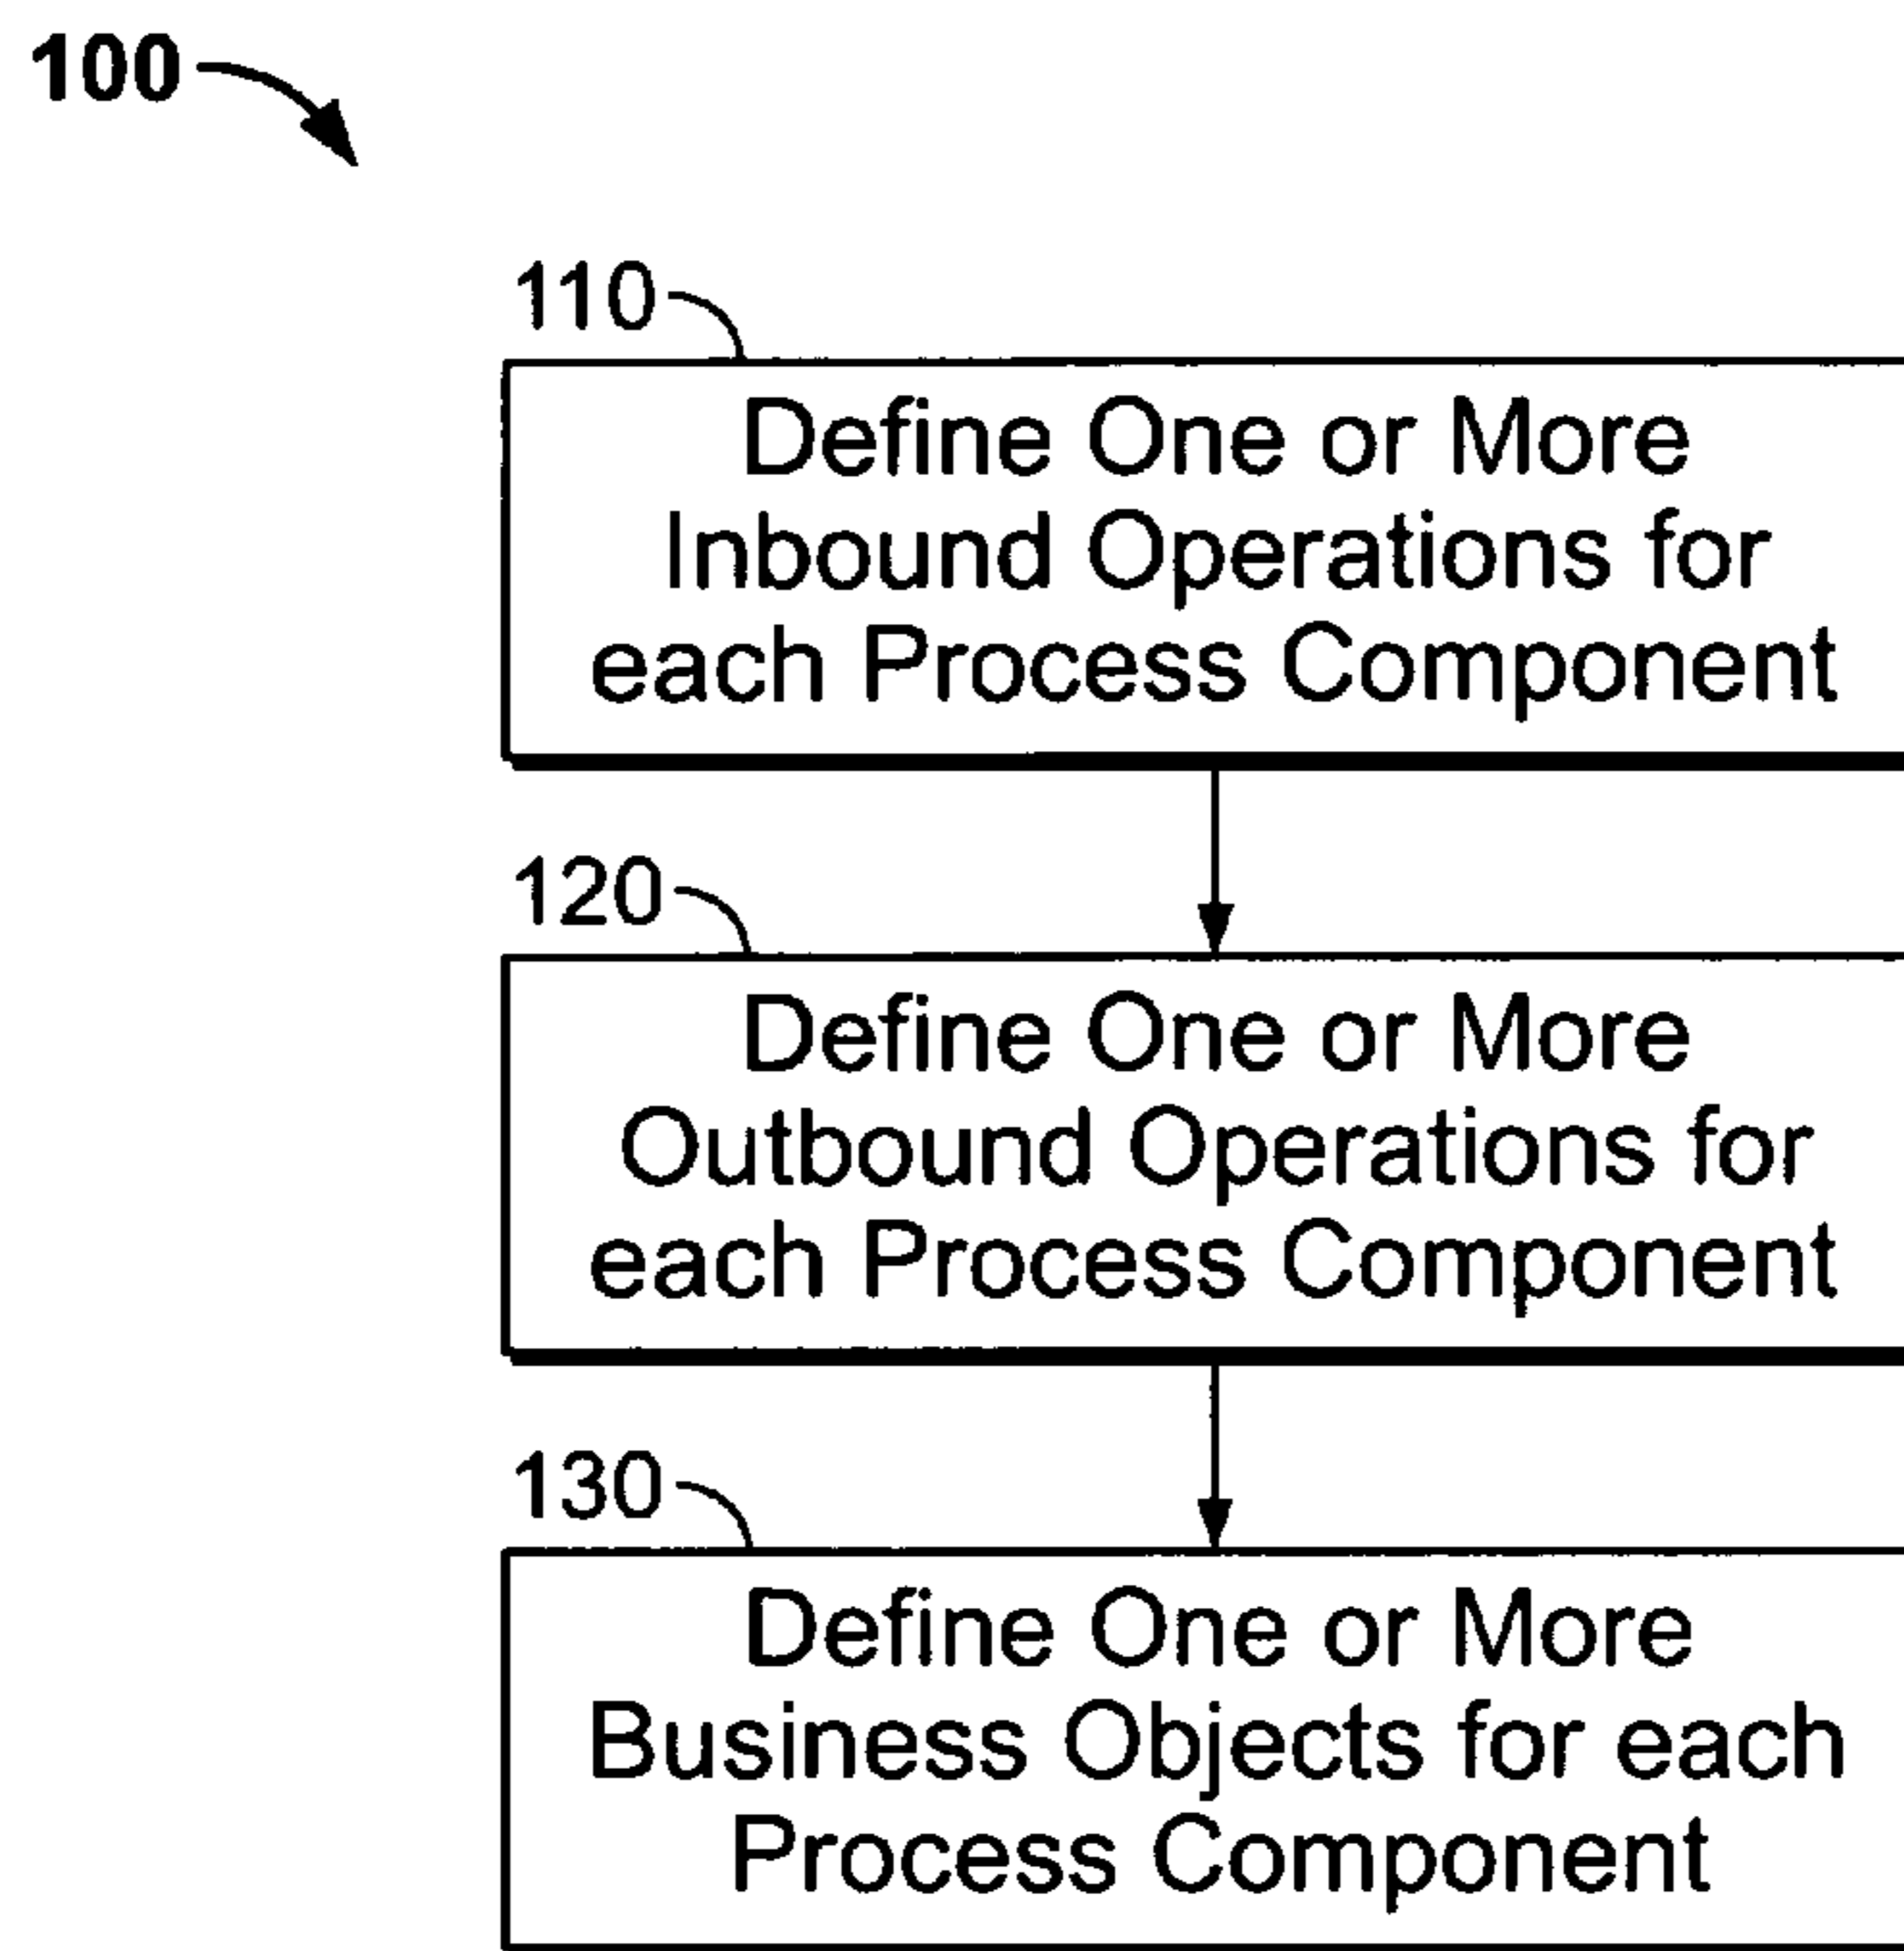 100
110
Define One or More
Inbound Operations for
each Process Component
120
Define One or More
Outbound Operations for
each Process Component
130
Define One or More
Business Objects for each
Process Component